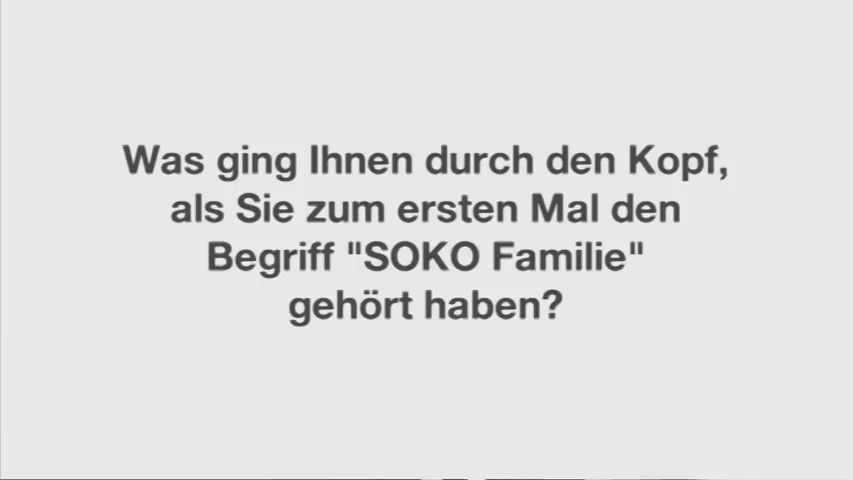 Was ging Ihnen durch den Kopf,
als Sie zum ersten Mal den
Begriff "SOKO Familie"
gehört haben?